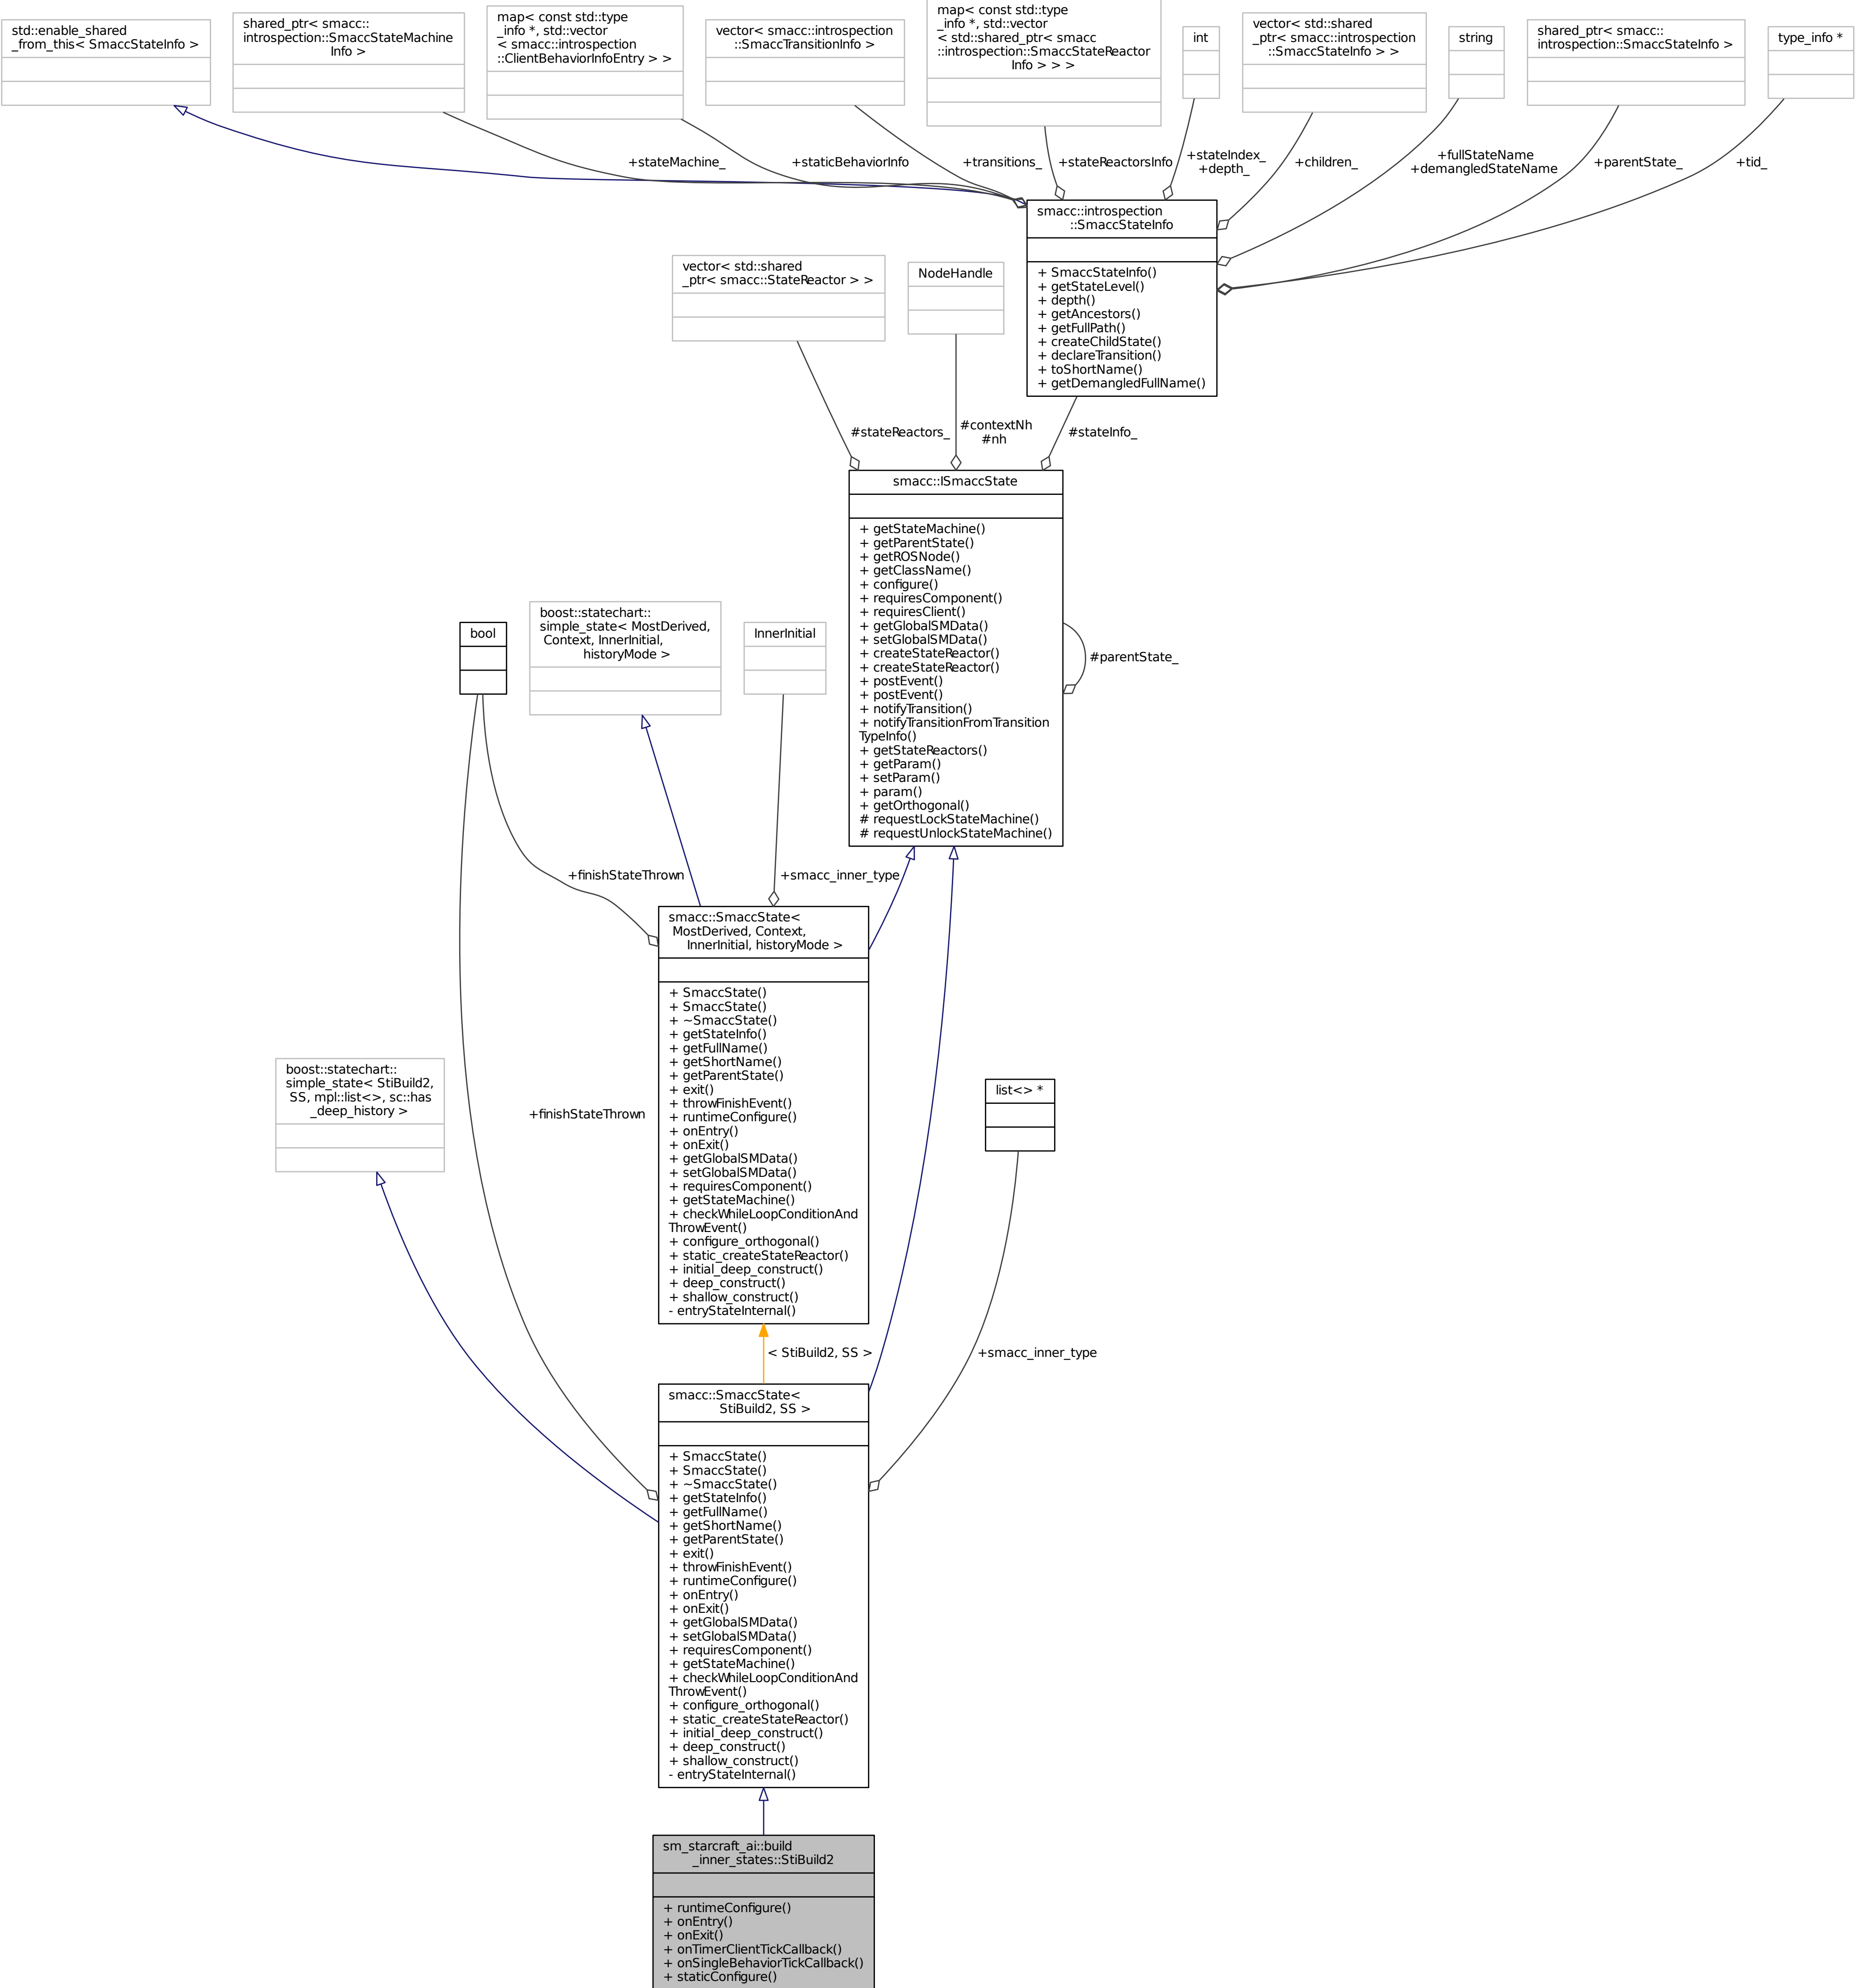 std::enable_shared
_from_this< SmaccStateInfo >
shared_ptr< smacc::
introspection::SmaccStateMachine
Info >
map< const std::type
_info *, std::vector
< smacc::introspection
::ClientBehaviorInfoEntry > >
vector< smacc::introspection
::SmaccTransitionInfo >
map< const std::type
_info *, std::vector
< std::shared_ptr< smacc
::introspection::SmaccStateReactor
Info > > >
int
vector< std::shared
_ptr< smacc::introspection
::SmaccStateInfo > >
string
shared_ptr< smacc::
introspection::SmaccStateInfo >
type_info *
+stateMachine_
+staticBehaviorInfo
+transitions_
+stateReactorsInfo
+stateIndex_
+depth_
+children_
+fullStateName
+demangledStateName
+parentState_
+tid_
smacc::introspection
::SmaccStateInfo
+ SmaccStateInfo()
+ getStateLevel()
+ depth()
+ getAncestors()
+ getFullPath()
+ createChildState()
+ declareTransition()
+ toShortName()
+ getDemangledFullName()
vector< std::shared
_ptr< smacc::StateReactor > >
NodeHandle
#stateReactors_
#contextNh
#nh
#stateInfo_
smacc::ISmaccState
+ getStateMachine()
+ getParentState()
+ getROSNode()
+ getClassName()
+ configure()
+ requiresComponent()
+ requiresClient()
+ getGlobalSMData()
+ setGlobalSMData()
+ createStateReactor()
+ createStateReactor()
+ postEvent()
+ postEvent()
+ notifyTransition()
+ notifyTransitionFromTransition
TypeInfo()
+ getStateReactors()
+ getParam()
+ setParam()
+ param()
+ getOrthogonal()
# requestLockStateMachine()
# requestUnlockStateMachine()
#parentState_
bool
boost::statechart::
simple_state< MostDerived,
Context, InnerInitial,
historyMode >
InnerInitial
+finishStateThrown
+smacc_inner_type
smacc::SmaccState<
MostDerived, Context,
InnerInitial, historyMode >
+ SmaccState()
+ SmaccState()
+ ~SmaccState()
+ getStateInfo()
+ getFullName()
+ getShortName()
+ getParentState()
+ exit()
+ throwFinishEvent()
+ runtimeConfigure()
+ onEntry()
+ onExit()
+ getGlobalSMData()
+ setGlobalSMData()
+ requiresComponent()
+ getStateMachine()
+ checkWhileLoopConditionAnd
ThrowEvent()
+ configure_orthogonal()
+ static_createStateReactor()
+ initial_deep_construct()
+ deep_construct()
+ shallow_construct()
- entryStateInternal()
boost::statechart::
simple_state< StiBuild2,
SS, mpl::list<>, sc::has
_deep_history >
+finishStateThrown
list<> *
< StiBuild2, SS >
+smacc_inner_type
smacc::SmaccState<
StiBuild2, SS >
+ SmaccState()
+ SmaccState()
+ ~SmaccState()
+ getStateInfo()
+ getFullName()
+ getShortName()
+ getParentState()
+ exit()
+ throwFinishEvent()
+ runtimeConfigure()
+ onEntry()
+ onExit()
+ getGlobalSMData()
+ setGlobalSMData()
+ requiresComponent()
+ getStateMachine()
+ checkWhileLoopConditionAnd
ThrowEvent()
+ configure_orthogonal()
+ static_createStateReactor()
+ initial_deep_construct()
+ deep_construct()
+ shallow_construct()
- entryStateInternal()
sm_starcraft_ai::build
_inner_states::StiBuild2
+ runtimeConfigure()
+ onEntry()
+ onExit()
+ onTimerClientTickCallback()
+ onSingleBehaviorTickCallback()
+ staticConfigure()